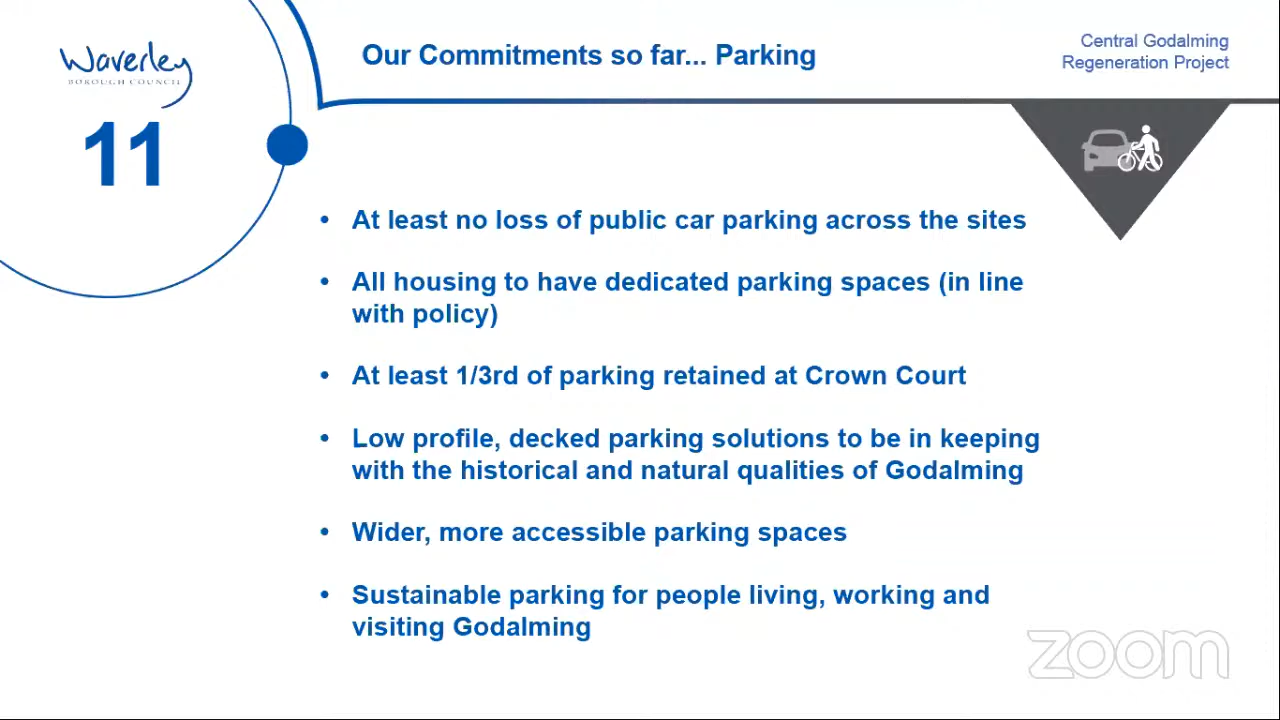 Waverley
BOROUGH COUNCIL
11
Our Commitments so far... Parking
Central Godalming
Regeneration Project
• At least no loss of public car parking across the sites
• All housing to have dedicated parking spaces (in line
with policy)
• At least 1/3rd of parking retained at Crown Court
• Low profile, decked parking solutions to be in keeping
with the historical and natural qualities of Godalming
• Wider, more accessible parking spaces
• Sustainable parking for people living, working and
visiting Godalming
zoom